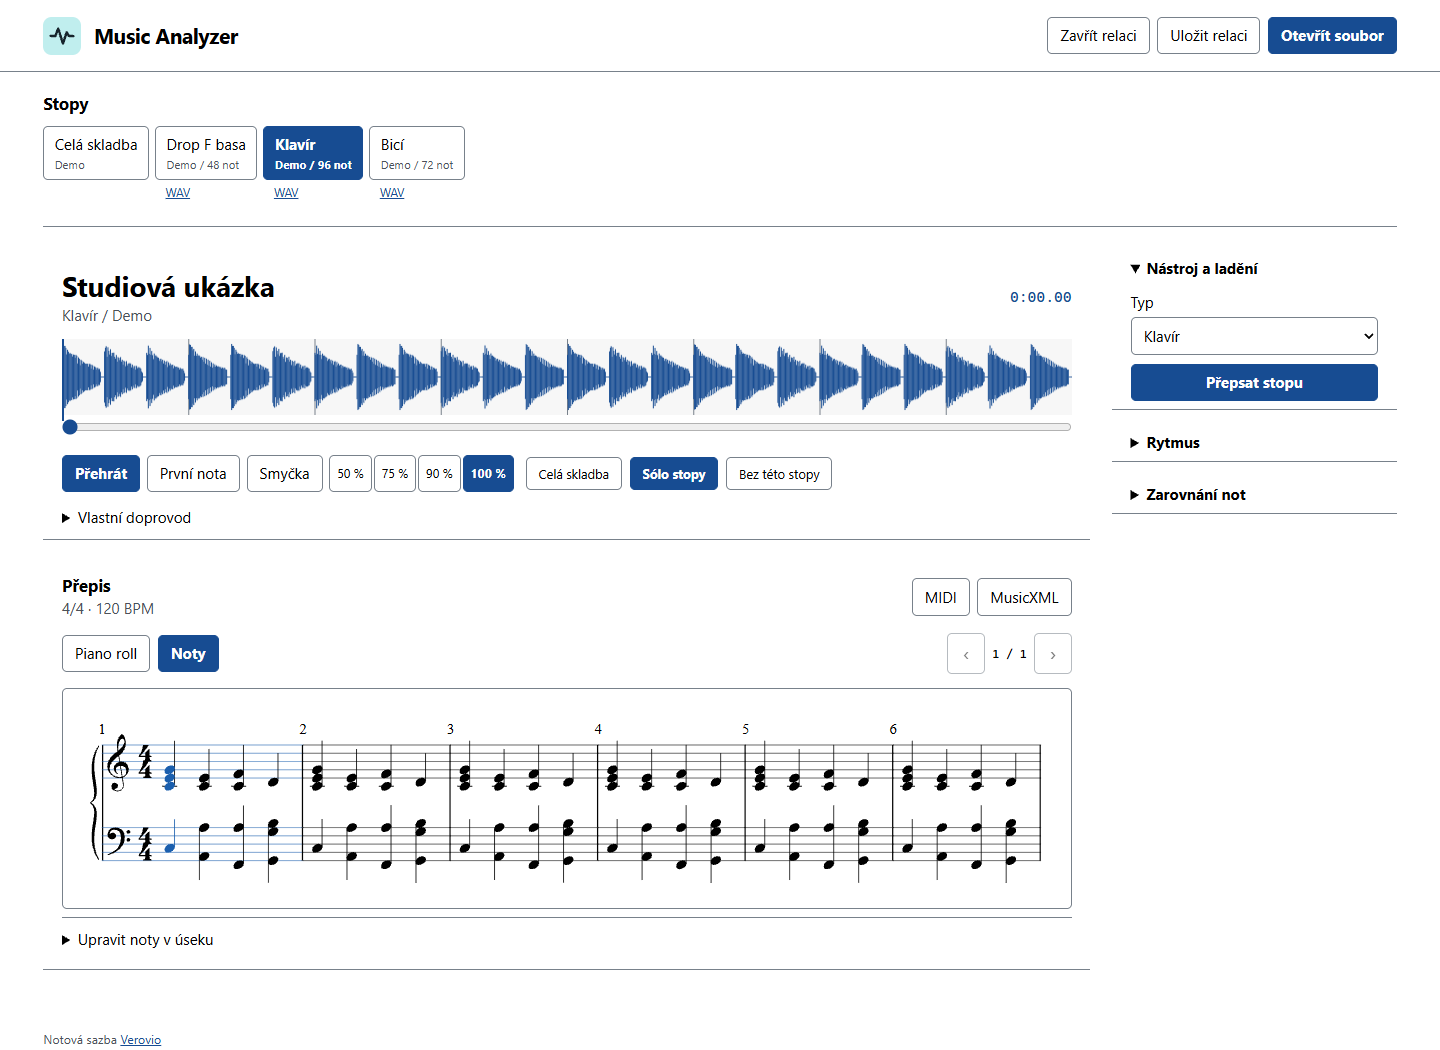 Music Analyzer
Zavřít relaci
Uložit relaci
Otevřít soubor
Stopy
Celá skladba
Demo
Drop F basa
Demo / 48 not
WAV
Klavír
Demo / 96 not
WAV
Bicí
Demo / 72 not
WAV
Studiová ukázka
Klavír / Demo
0:00.00
Přehrát
První nota
Smyčka
50 %
75 %
90 %
100 %
Celá skladba
Sólo stopy
Bez této stopy
Vlastní doprovod
Nástroj a ladění
Typ
Klavír
Přepsat stopu
Rytmus
Zarovnání not
Přepis
4/4 · 120 BPM
MIDI
MusicXML
Piano roll
Noty
‹
1 / 1
›
1 2 3 4 5 6
4
4
4
4
Upravit noty v úseku
Notová sazba Verovio